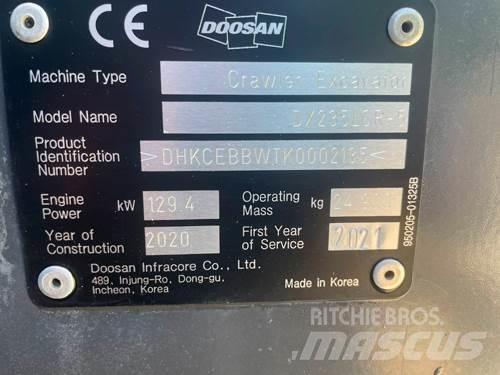 CE DOOSAN
Machine Type Crawler Excavator
Model Name DX235LCR-5
Product Identification Number >DHKCEBBWTK0002135<
Engine Power kW 129.4 Operating Mass kg
Year of Construction 2020 First Year of Service 2021
Doosan Infracore Co., Ltd.
489, Injung-Ro, Dong-gu,
Incheon, Korea
Made in Korea
950205-01325B
RITCHIE BROS.
MASCUS